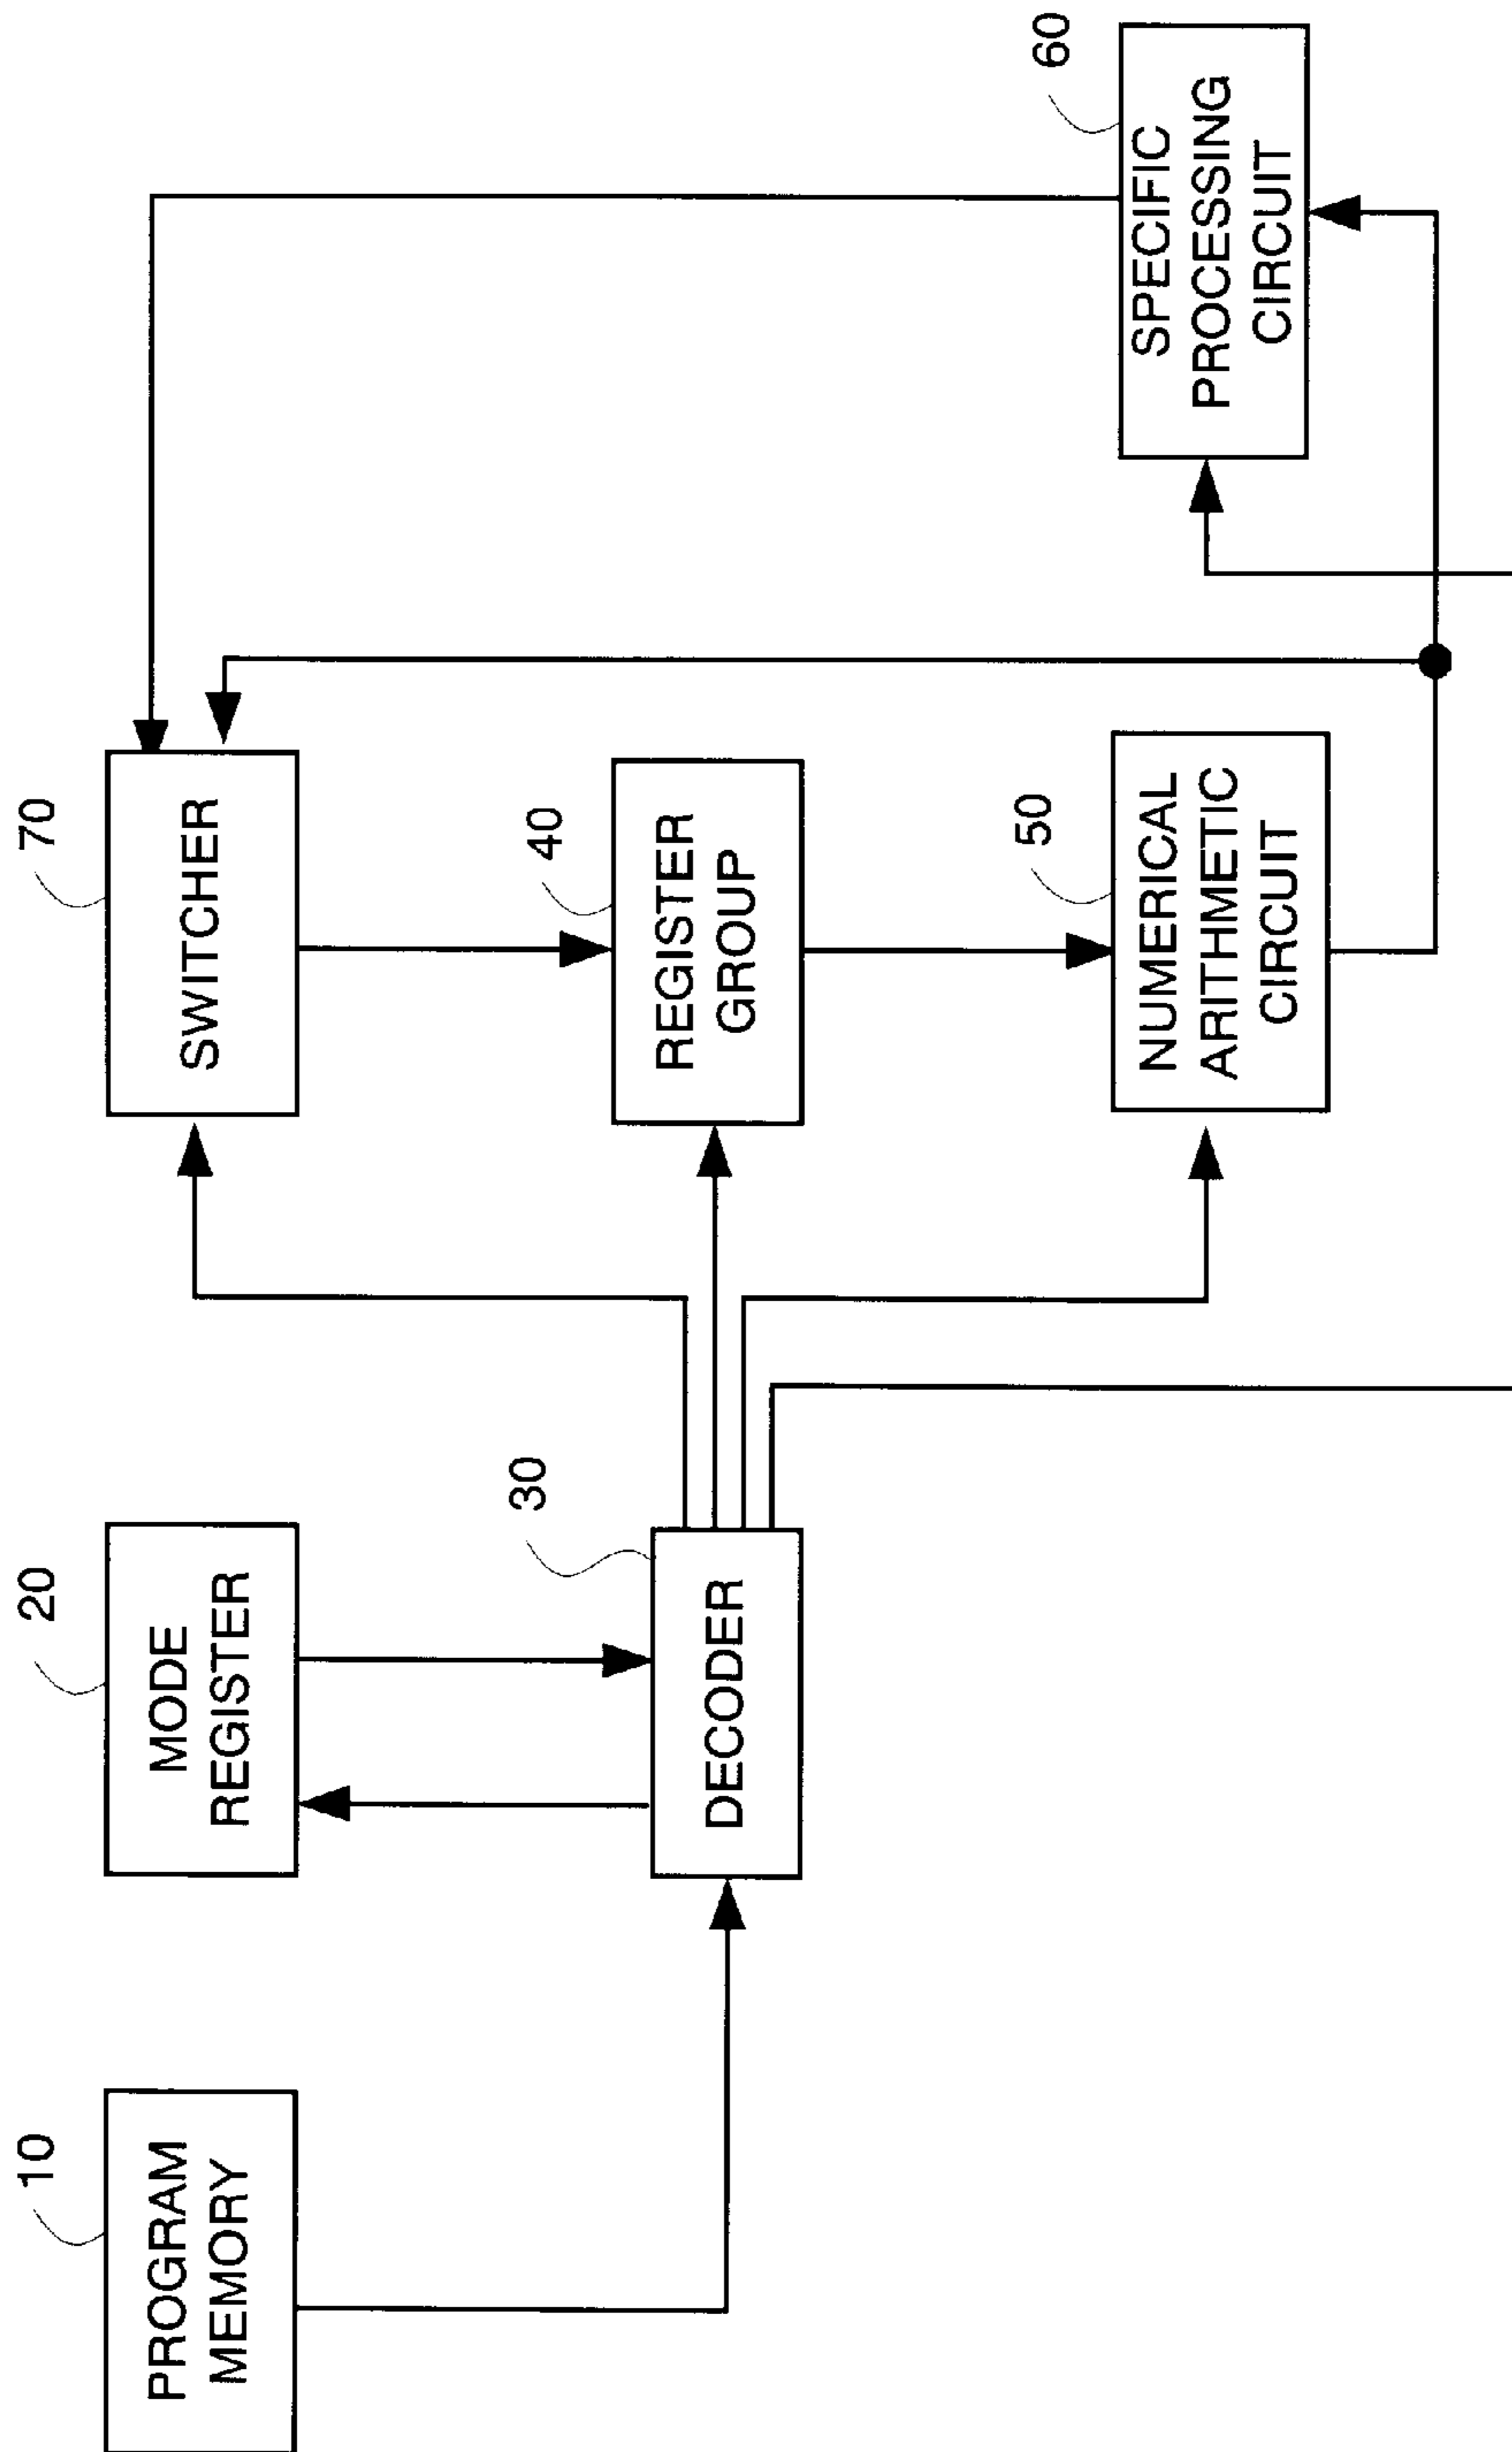 10
PROGRAM
MEMORY
20
MODE
REGISTER
30
DECODER
70
SWITCHER
40
REGISTER
GROUP
50
NUMERICAL
ARITHMETIC
CIRCUIT
60
SPECIFIC
PROCESSING
CIRCUIT